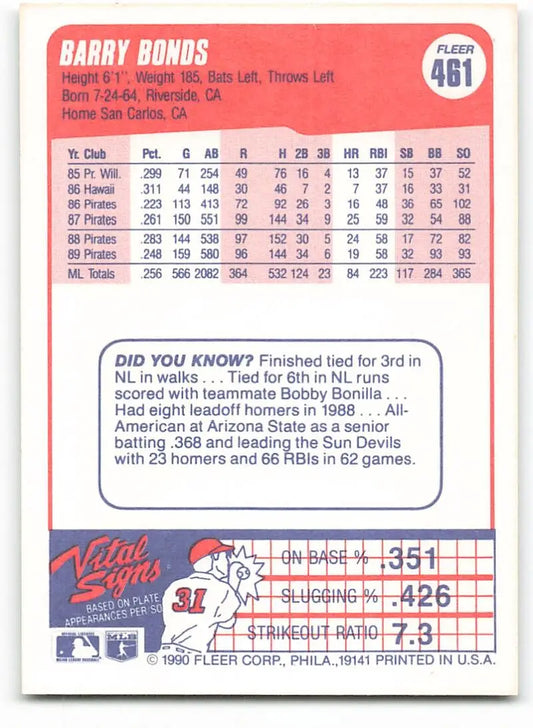 BARRY BONDS
FLEER
461
Height 6'1", Weight 185, Bats Left, Throws Left
Born 7-24-64, Riverside, CA
Home San Carlos, CA
Yr. Club Pct. G AB R H 2B 3B HR RBI SB BB SO
85 Pr. Will. .299 71 254 49 76 16 4 13 37 15 37 52
86 Hawaii .311 44 148 30 46 7 2 7 37 16 33 31
86 Pirates .223 113 413 72 92 26 3 16 48 36 65 102
87 Pirates .261 150 551 99 144 34 9 25 59 32 54 88
88 Pirates .283 144 538 97 152 30 5 24 58 17 72 82
89 Pirates .248 159 580 96 144 34 6 19 58 32 93 93
ML Totals .256 566 2082 364 532 124 23 84 223 117 284 365
DID YOU KNOW? Finished tied for 3rd in
NL in walks . . . Tied for 6th in NL runs
scored with teammate Bobby Bonilla . . .
Had eight leadoff homers in 1988 . . . All-
American at Arizona State as a senior
batting .368 and leading the Sun Devils
with 23 homers and 66 RBIs in 62 games.
Vital
Signs
BASED ON PLATE
APPEARANCES PER SO
31
ON BASE % .351
SLUGGING % .426
STRIKEOUT RATIO 7.3
© 1990 FLEER CORP., PHILA.,19141 PRINTED IN U.S.A.